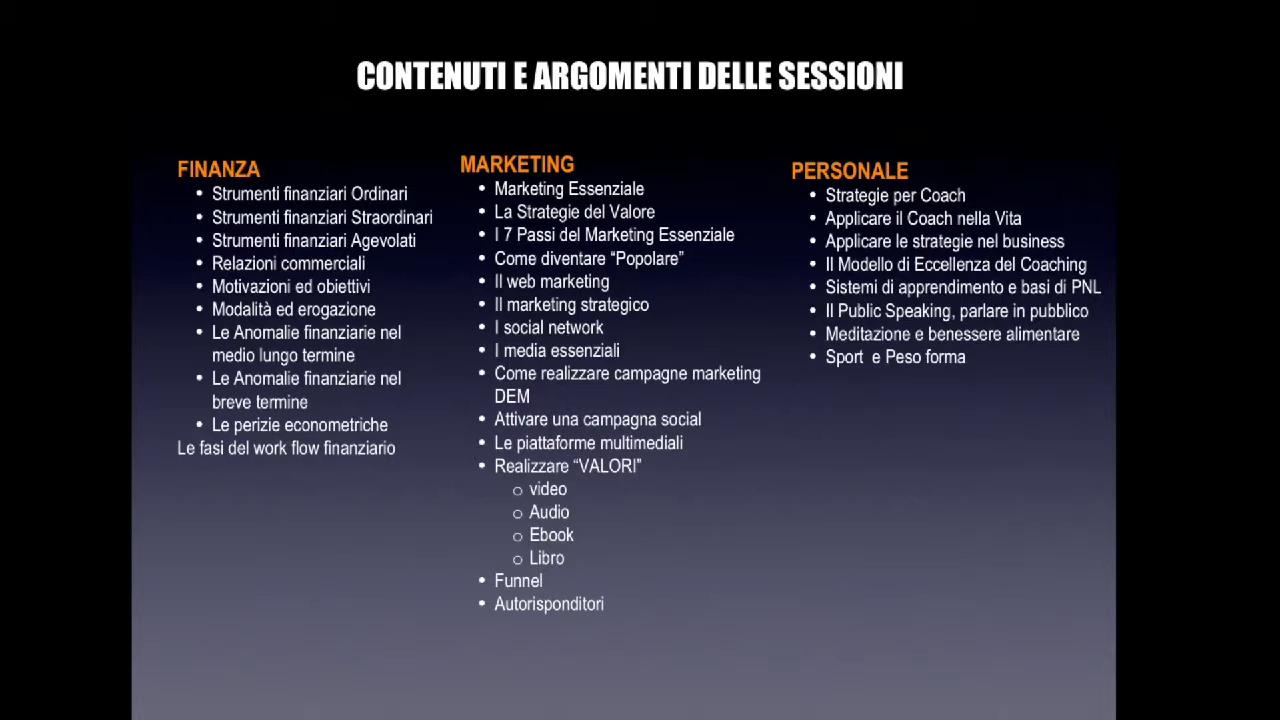 CONTENUTI E ARGOMENTI DELLE SESSIONI
FINANZA
• Strumenti finanziari Ordinari
• Strumenti finanziari Straordinari
• Strumenti finanziari Agevolati
• Relazioni commerciali
• Motivazioni ed obiettivi
• Modalità ed erogazione
• Le Anomalie finanziarie nel
medio lungo termine
• Le Anomalie finanziarie nel
breve termine
• Le perizie econometriche
Le fasi del work flow finanziario
MARKETING
• Marketing Essenziale
• La Strategie del Valore
• I 7 Passi del Marketing Essenziale
• Come diventare “Popolare”
• Il web marketing
• Il marketing strategico
• I social network
• I media essenziali
• Come realizzare campagne marketing
DEM
• Attivare una campagna social
• Le piattaforme multimediali
• Realizzare “VALORI”
o video
o Audio
o Ebook
o Libro
• Funnel
• Autorisponditori
PERSONALE
• Strategie per Coach
• Applicare il Coach nella Vita
• Applicare le strategie nel business
• Il Modello di Eccellenza del Coaching
• Sistemi di apprendimento e basi di PNL
• Il Public Speaking, parlare in pubblico
• Meditazione e benessere alimentare
• Sport e Peso forma